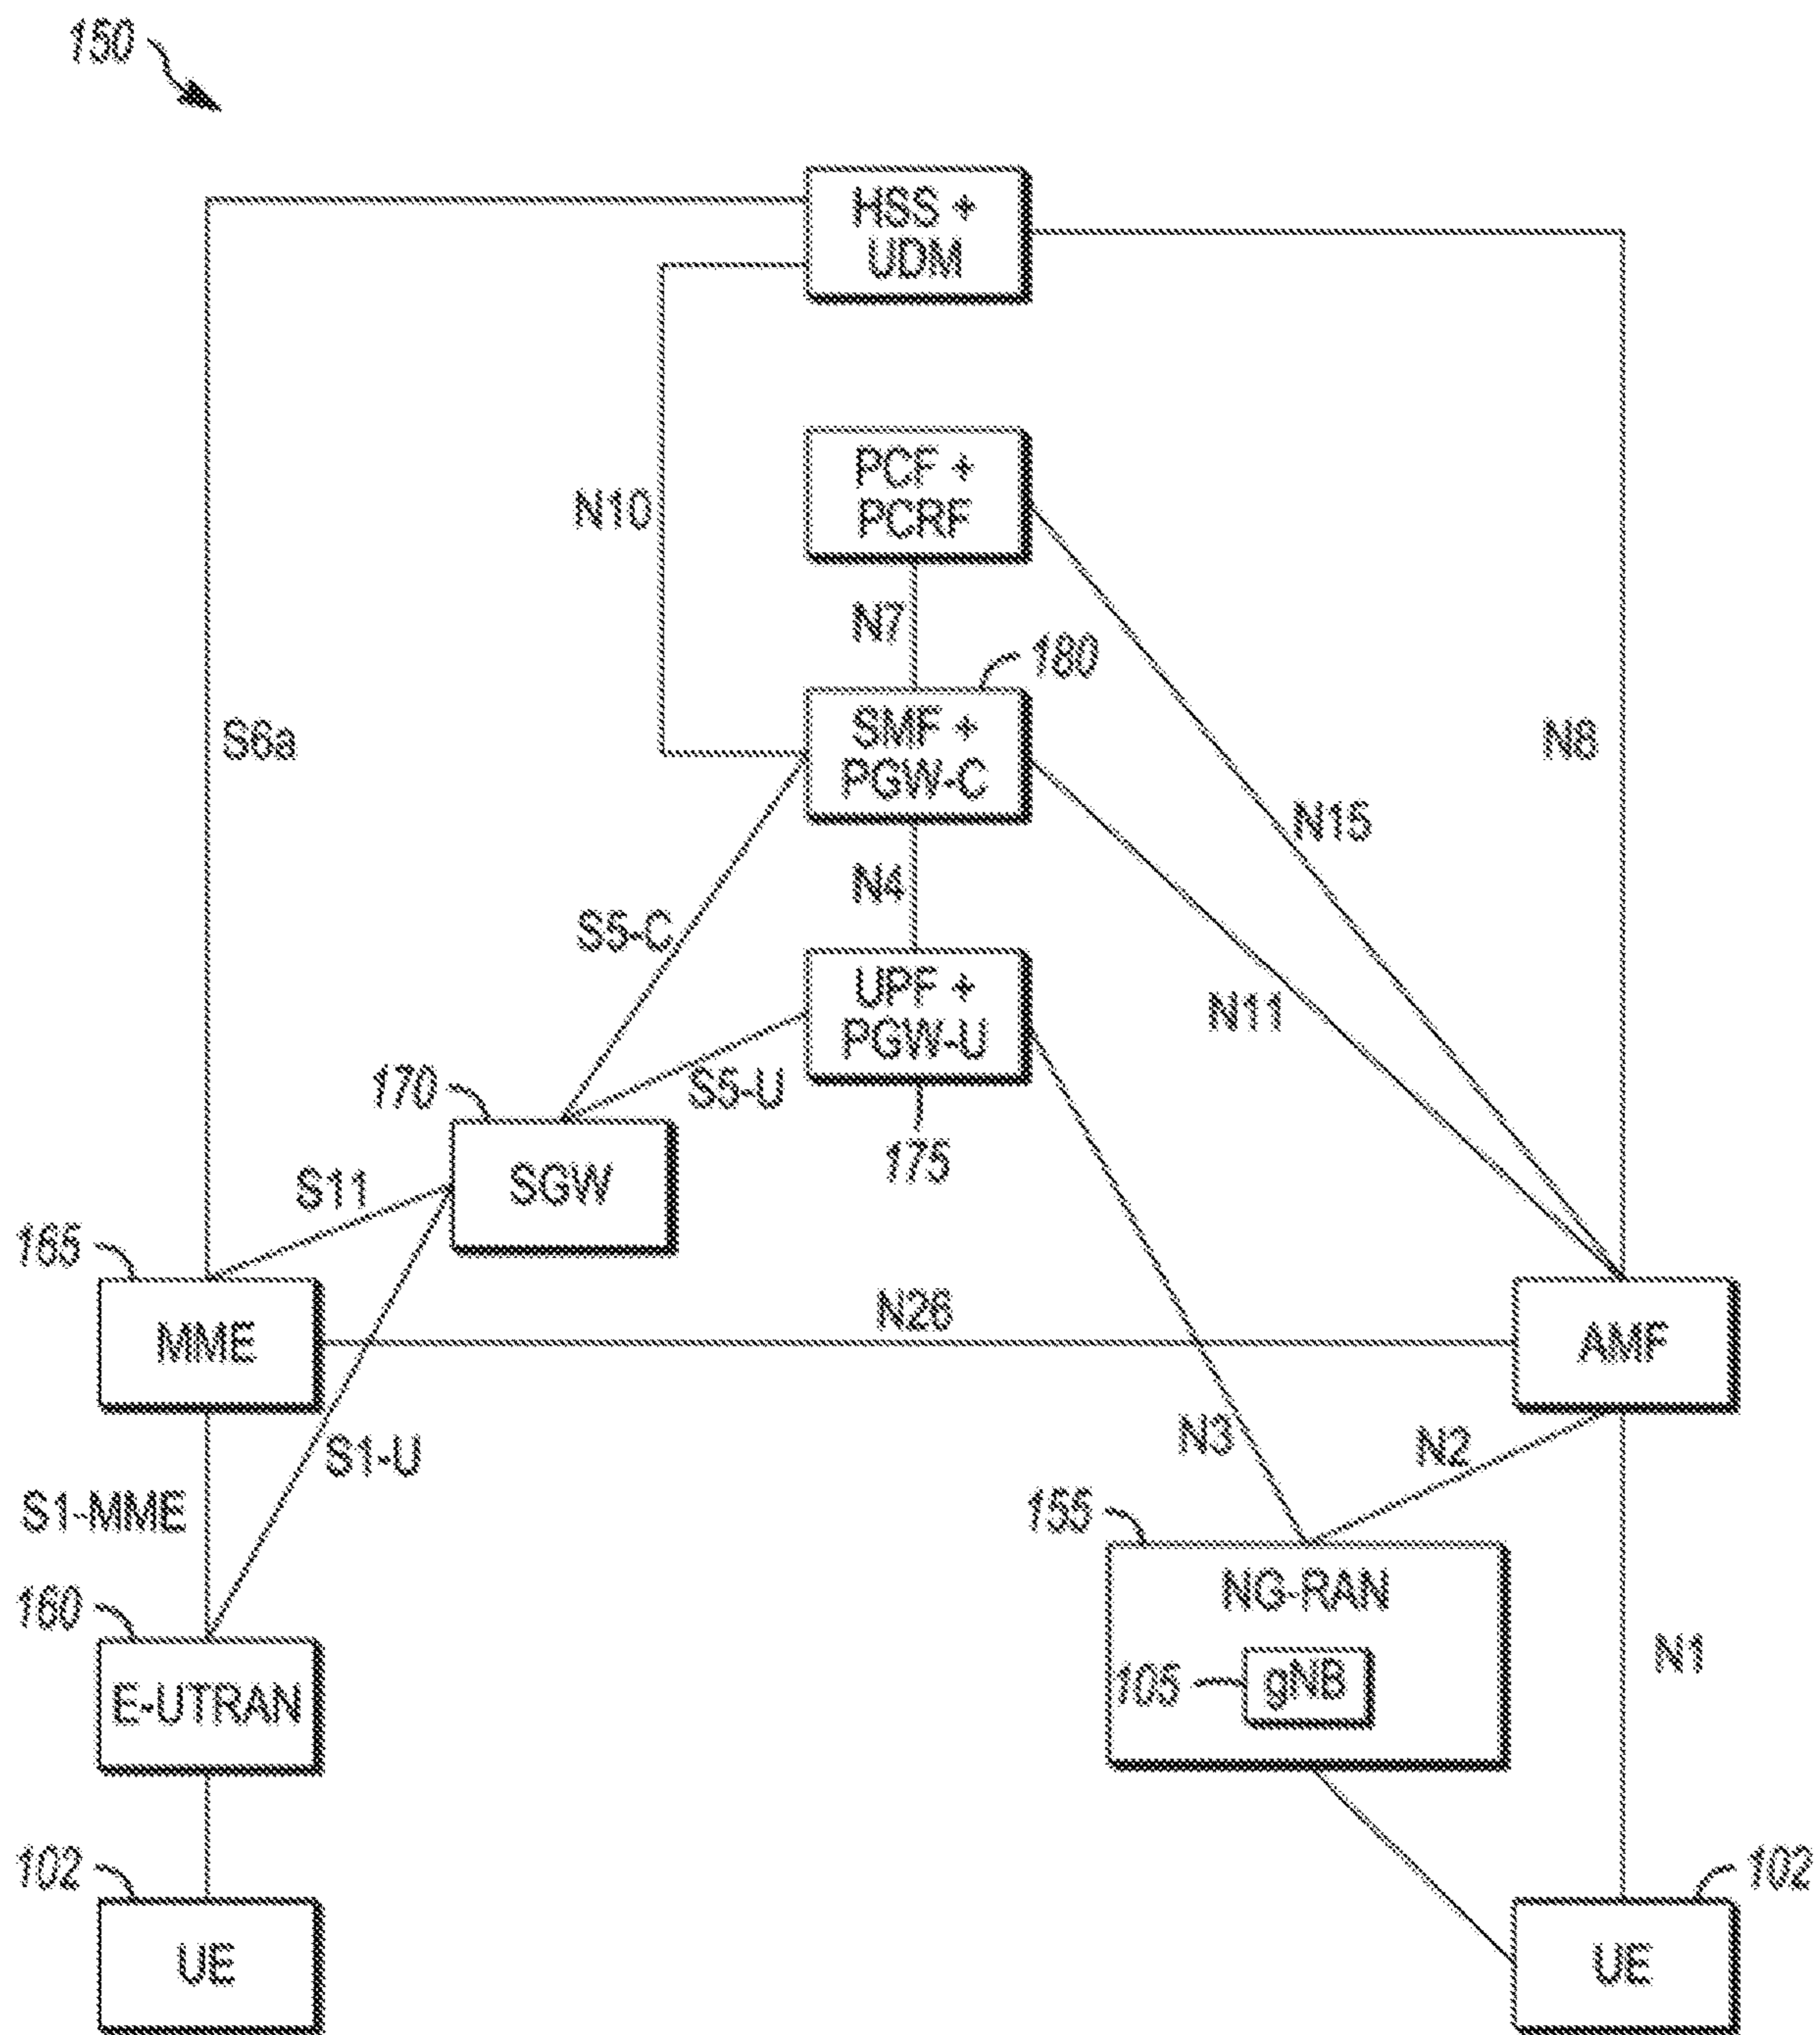 150
HSS +
UDM
PCF +
PCRF
N10
N7
180
SMF +
PGW-C
S6a
N8
N15
N4
S5-C
UPF +
PGW-U
N11
170
S5-U
175
SGW
S11
165
MME
N26
AMF
S1-U
N3
N2
S1-MME
155
NG-RAN
160
E-UTRAN
105
gNB
N1
102
UE
102
UE